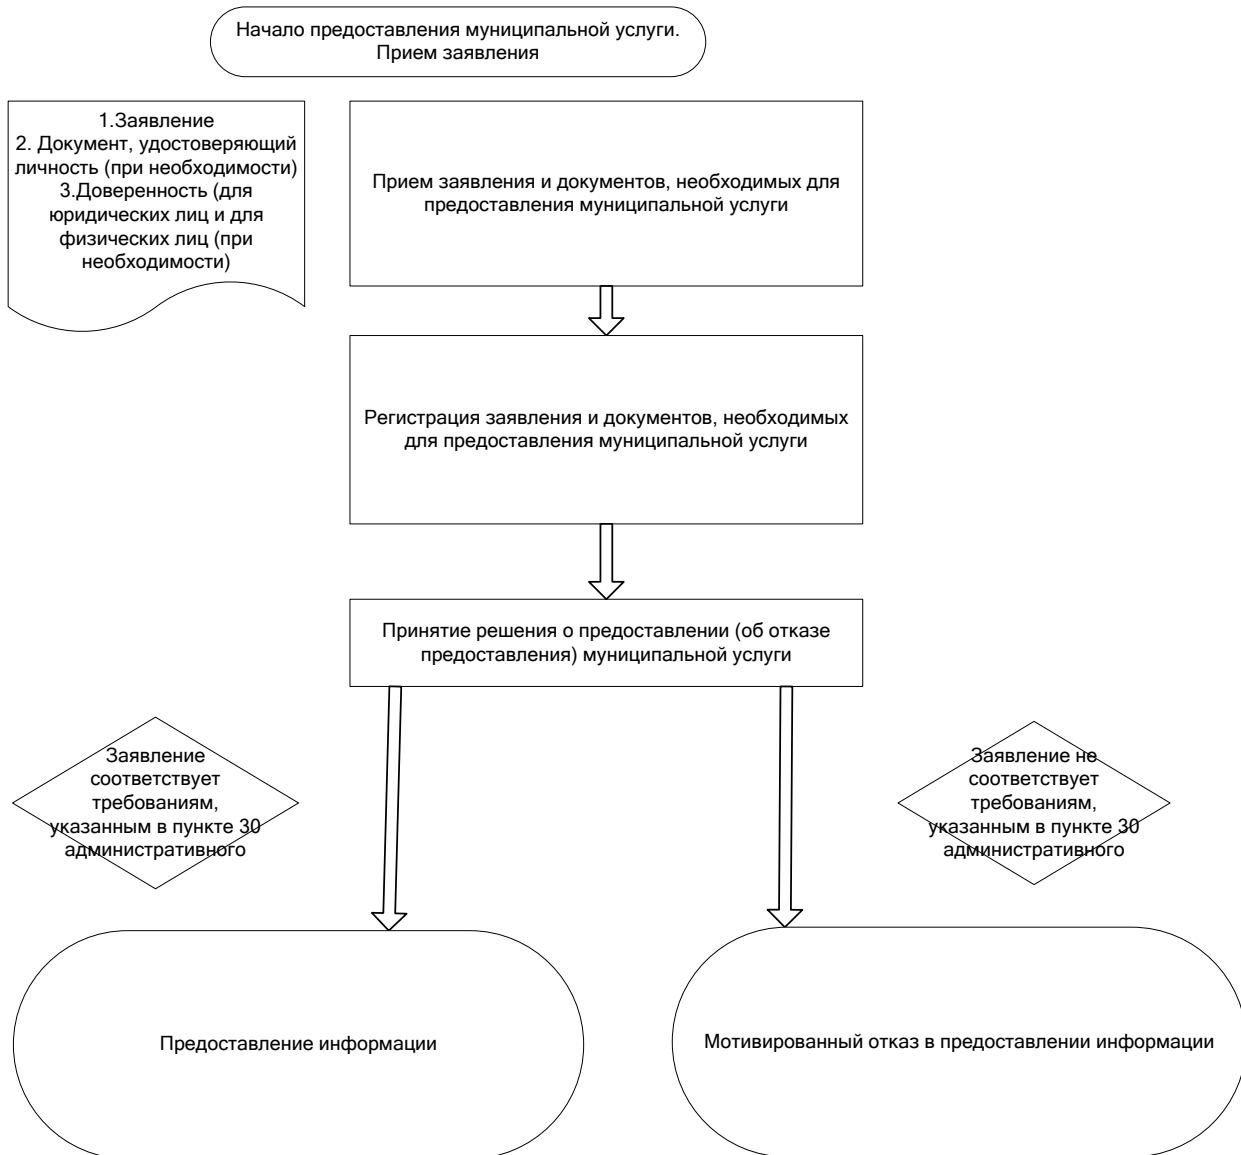 Начало предоставления муниципальной услуги.
Прием заявления
1.Заявление
2. Документ, удостоверяющий
личность (при необходимости)
3.Доверенность (для
юридических лиц и для
физических лиц (при
необходимости)
Прием заявления и документов, необходимых для
предоставления муниципальной услуги
Регистрация заявления и документов, необходимых
для предоставления муниципальной услуги
Принятие решения о предоставлении (об отказе
предоставления) муниципальной услуги
Заявление
соответствует
требованиям,
указанным в пункте 30
административного
Заявление не
соответствует
требованиям,
указанным в пункте 30
административного
Предоставление информации
Мотивированный отказ в предоставлении информации